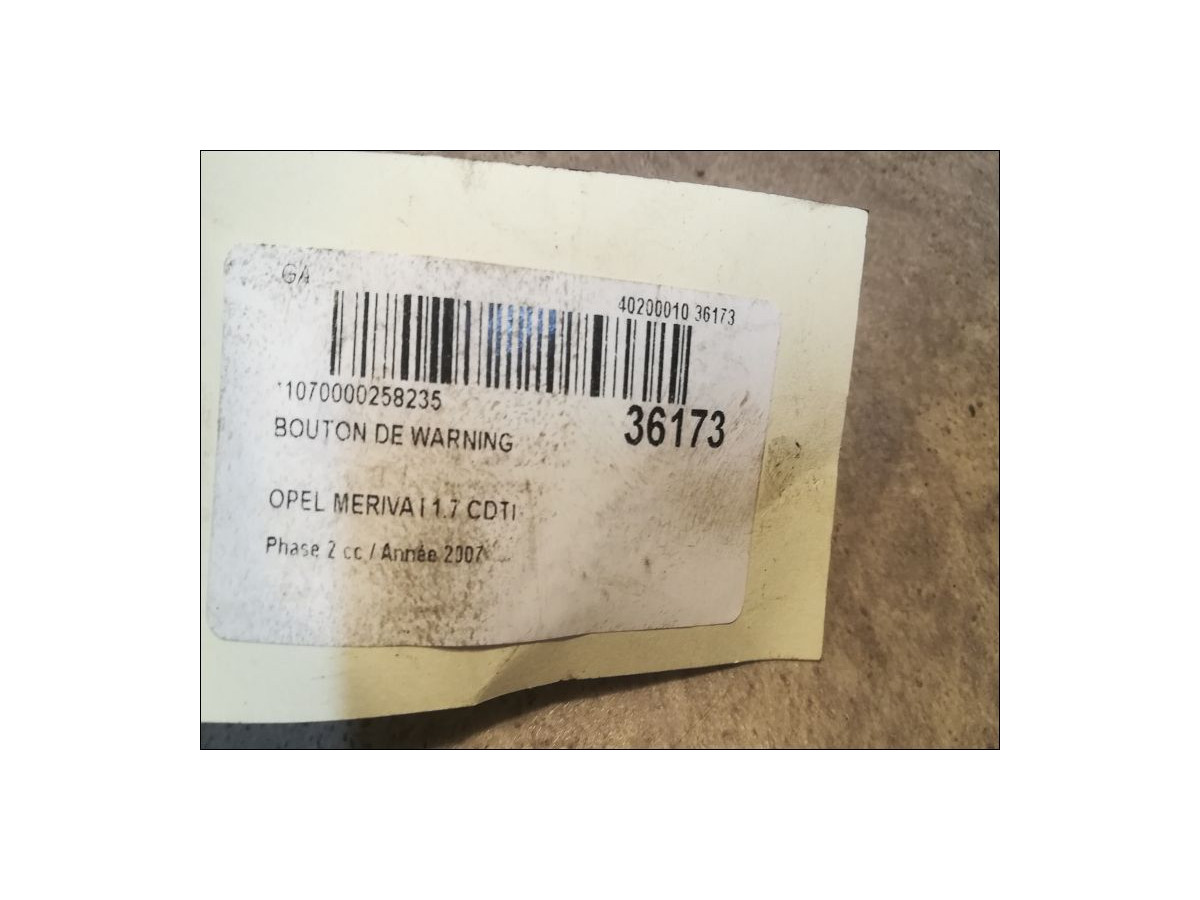 GA
40200010 36173
*1070000258235
36173
BOUTON DE WARNING
OPEL MERIVA I 1.7 CDTI
Phase 2 cc / Année 2007